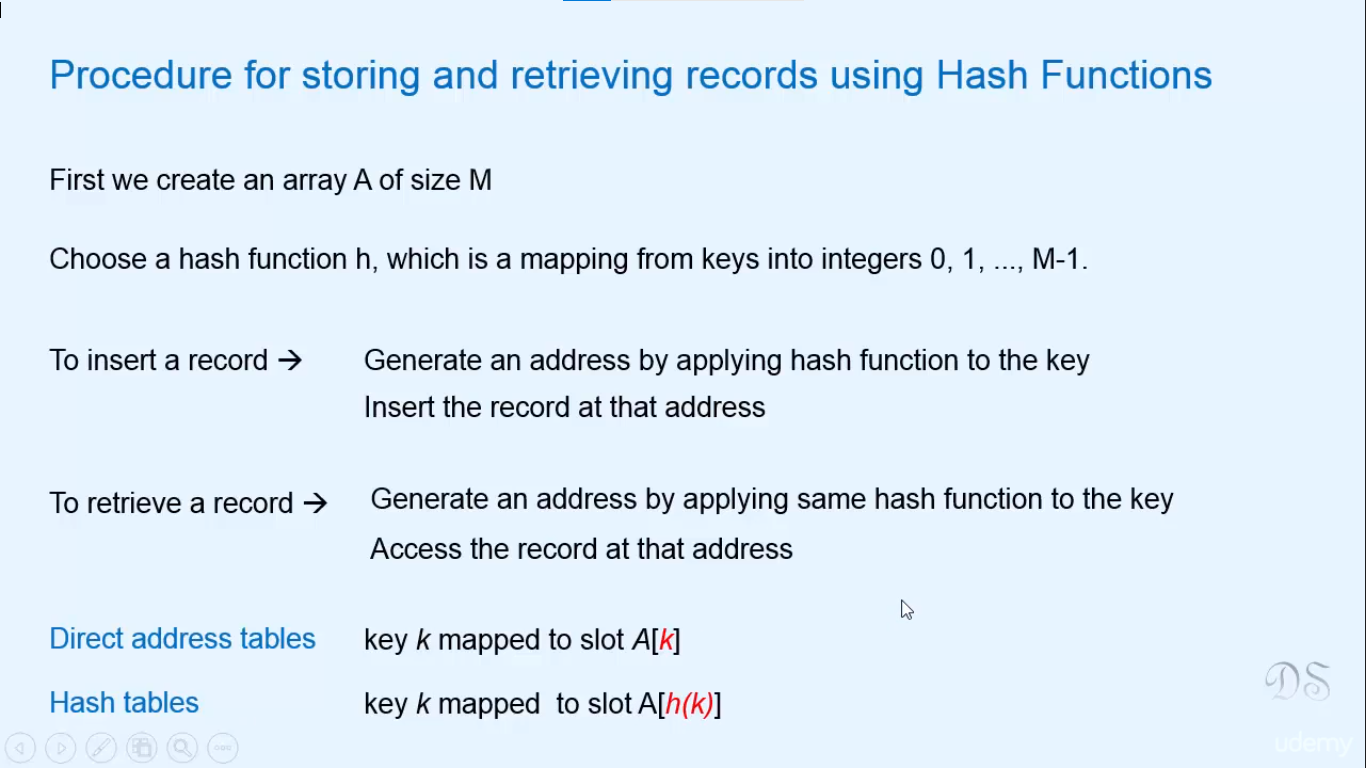 Procedure for storing and retrieving records using Hash Functions
First we create an array A of size M
Choose a hash function h, which is a mapping from keys into integers 0, 1, ..., M-1.
To insert a record → Generate an address by applying hash function to the key
Insert the record at that address
To retrieve a record → Generate an address by applying same hash function to the key
Access the record at that address
Direct address tables key k mapped to slot A[k]
Hash tables key k mapped to slot A[h(k)]
DS
udemy